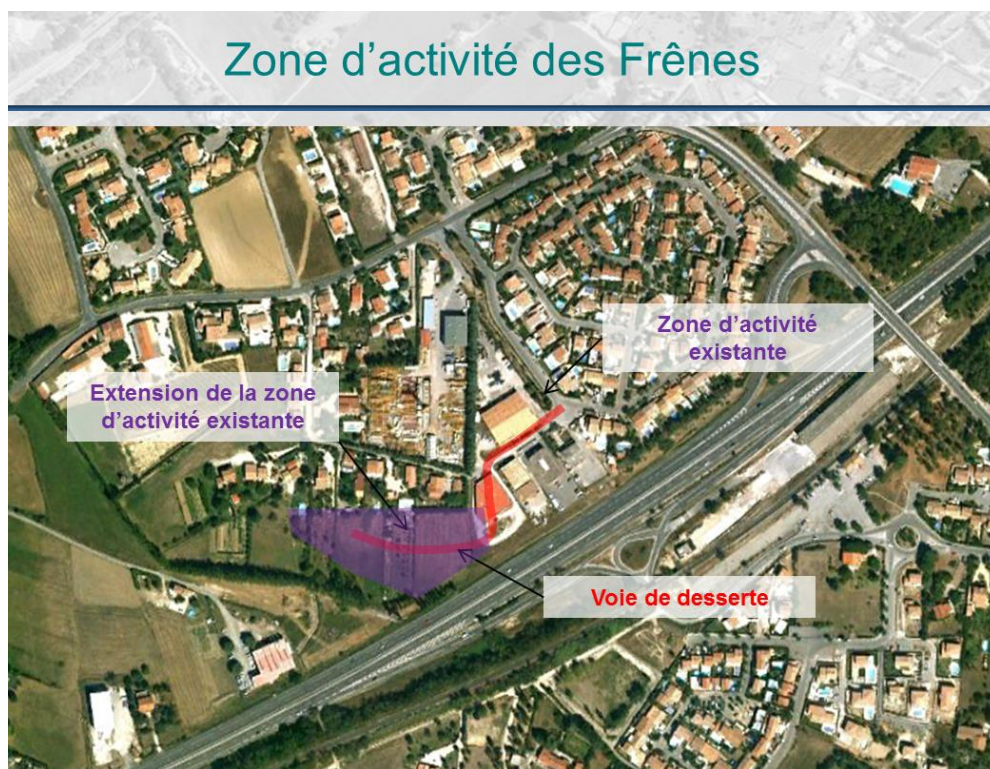 Zone d’activité des Frênes
Zone d’activité
existante
Extension de la zone
d’activité existante
Voie de desserte